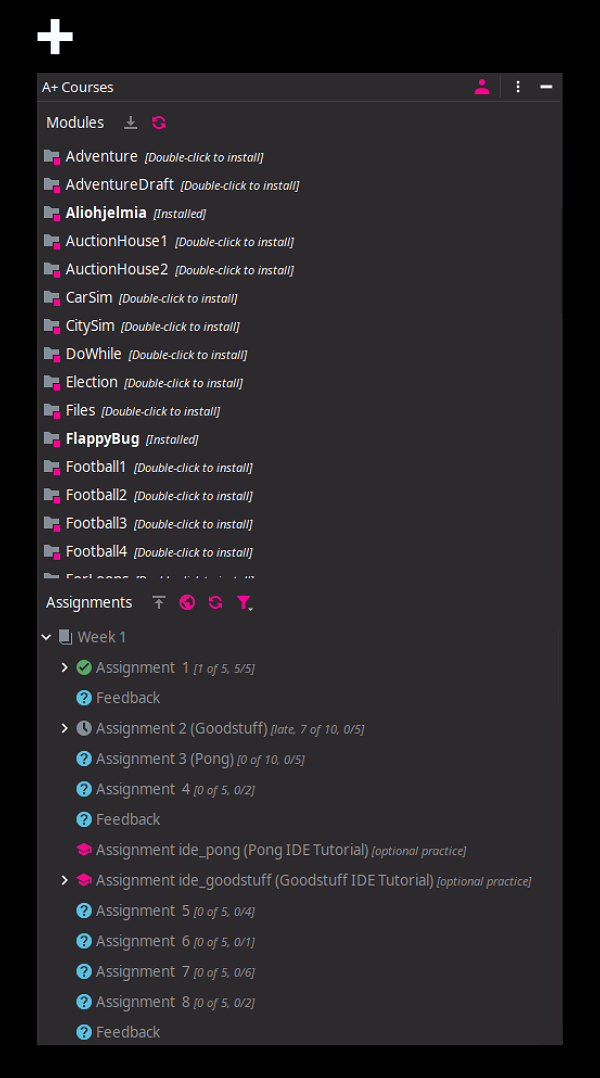 A+ Courses
Modules
Adventure [Double-click to install]
AdventureDraft [Double-click to install]
Aliohjelmia [Installed]
AuctionHouse1 [Double-click to install]
AuctionHouse2 [Double-click to install]
CarSim [Double-click to install]
CitySim [Double-click to install]
DoWhile [Double-click to install]
Election [Double-click to install]
Files [Double-click to install]
FlappyBug [Installed]
Football1 [Double-click to install]
Football2 [Double-click to install]
Football3 [Double-click to install]
Football4 [Double-click to install]
ForLoops [Double-click to install]
Assignments
Week 1
Assignment 1 [1 of 5, 5/5]
Feedback
Assignment 2 (Goodstuff) [late, 7 of 10, 0/5]
Assignment 3 (Pong) [0 of 10, 0/5]
Assignment 4 [0 of 5, 0/2]
Feedback
Assignment ide_pong (Pong IDE Tutorial) [optional practice]
Assignment ide_goodstuff (Goodstuff IDE Tutorial) [optional practice]
Assignment 5 [0 of 5, 0/4]
Assignment 6 [0 of 5, 0/1]
Assignment 7 [0 of 5, 0/6]
Assignment 8 [0 of 5, 0/2]
Feedback